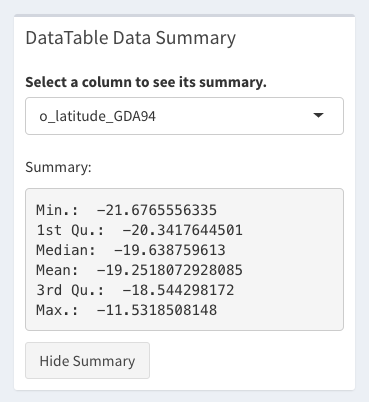 DataTable Data Summary
Select a column to see its summary.
o_latitude_GDA94
Summary:
Min.:  -21.6765556335
1st Qu.:  -20.3417644501
Median:  -19.638759613
Mean:  -19.2518072928085
3rd Qu.:  -18.544298172
Max.:  -11.5318508148
Hide Summary